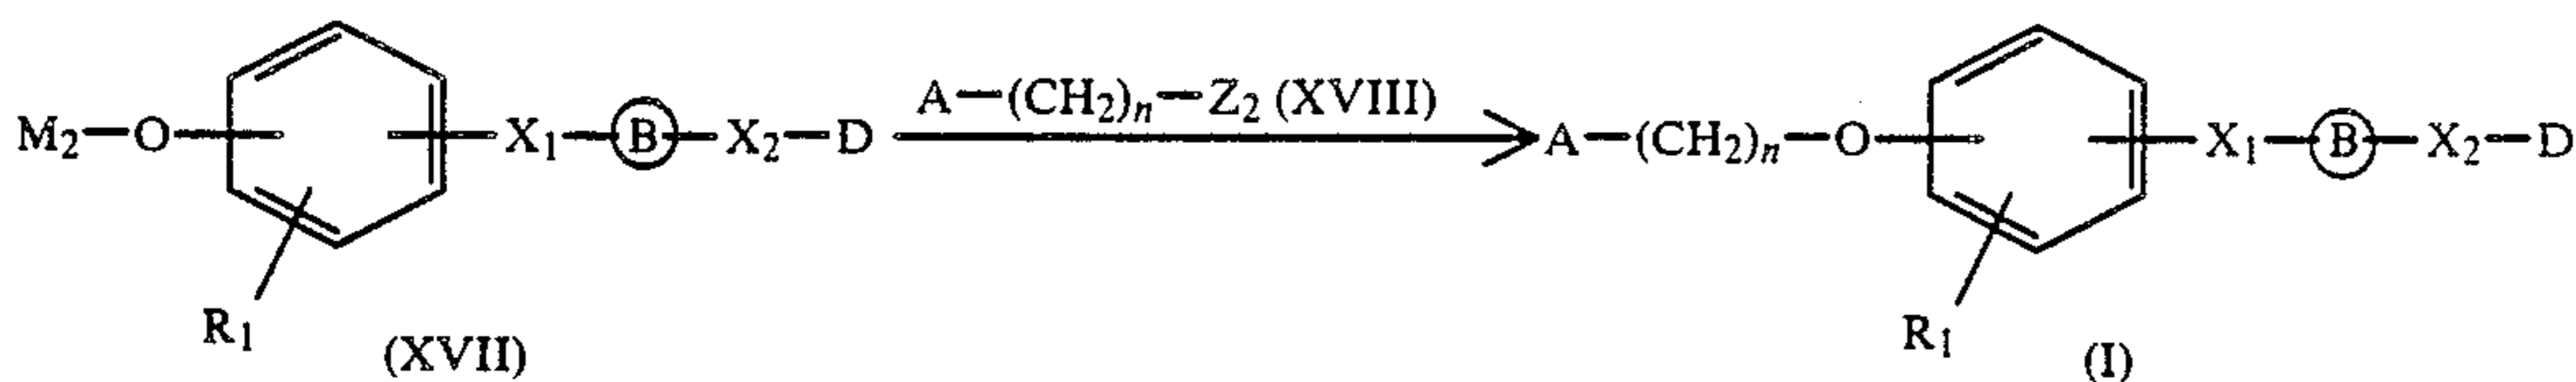 A—(CH₂)ₙ—Z₂ (XVIII)
M₂—O X₁—B—X₂—D A—(CH₂)ₙ—O X₁—B—X₂—D
R₁ R₁
(XVII) (I)